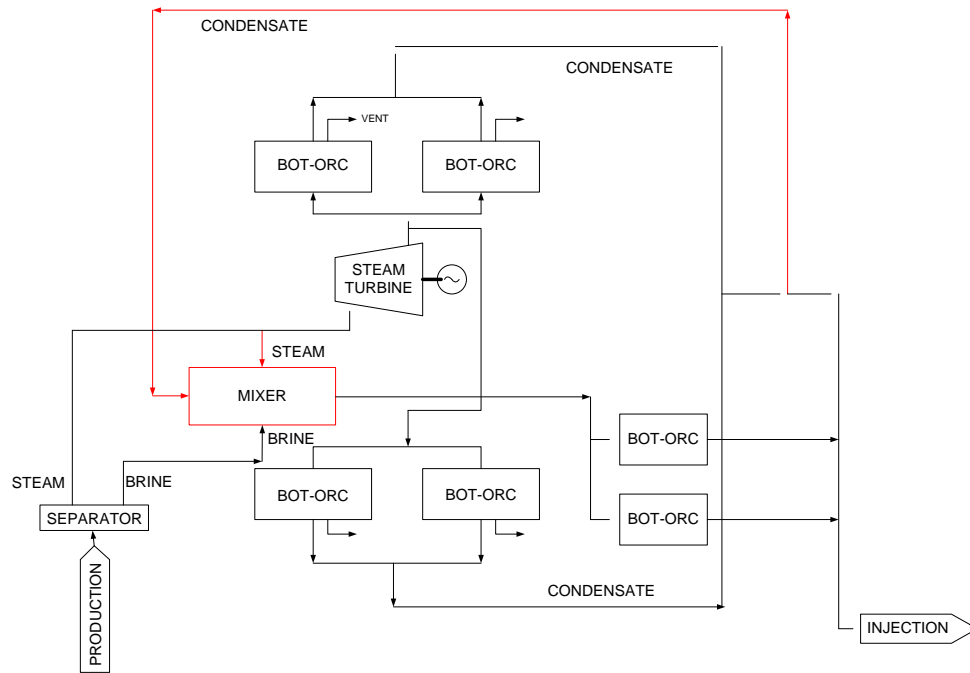 CONDENSATE
CONDENSATE
VENT
BOT-ORC
BOT-ORC
STEAM
TURBINE
STEAM
MIXER
BRINE
BOT-ORC
STEAM
BRINE
BOT-ORC
BOT-ORC
SEPARATOR
BOT-ORC
PRODUCTION
CONDENSATE
INJECTION